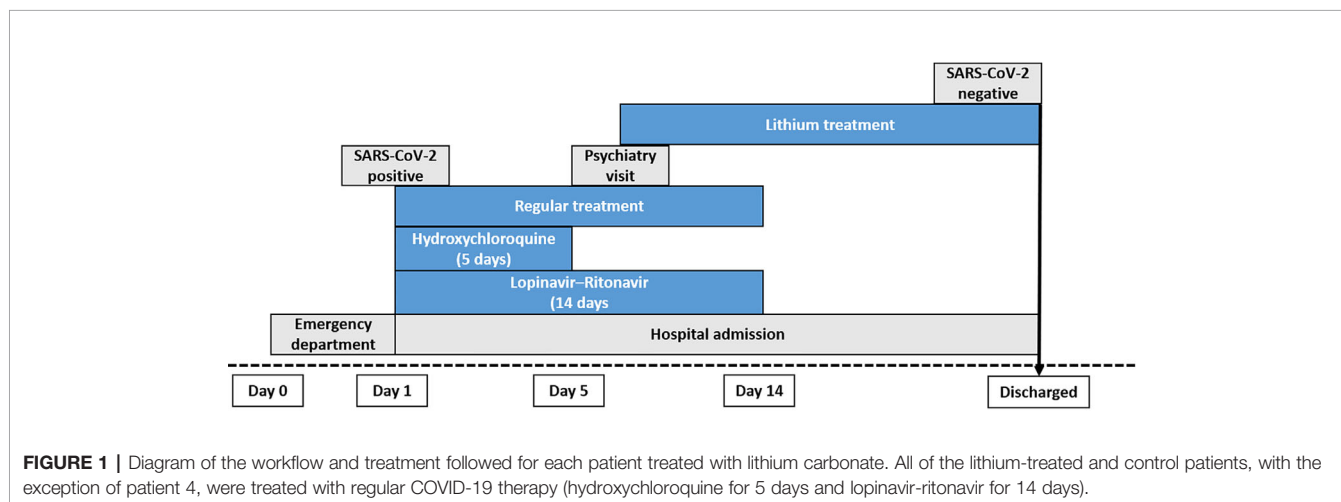 SARS-CoV-2
negative
Lithium treatment
SARS-CoV-2
positive
Psychiatry
visit
Regular treatment
Hydroxychloroquine
(5 days)
Lopinavir–Ritonavir
(14 days
Emergency
department
Hospital admission
Day 0
Day 1
Day 5
Day 14
Discharged
FIGURE 1 | Diagram of the workflow and treatment followed for each patient treated with lithium carbonate. All of the lithium-treated and control patients, with the
exception of patient 4, were treated with regular COVID-19 therapy (hydroxychloroquine for 5 days and lopinavir-ritonavir for 14 days).